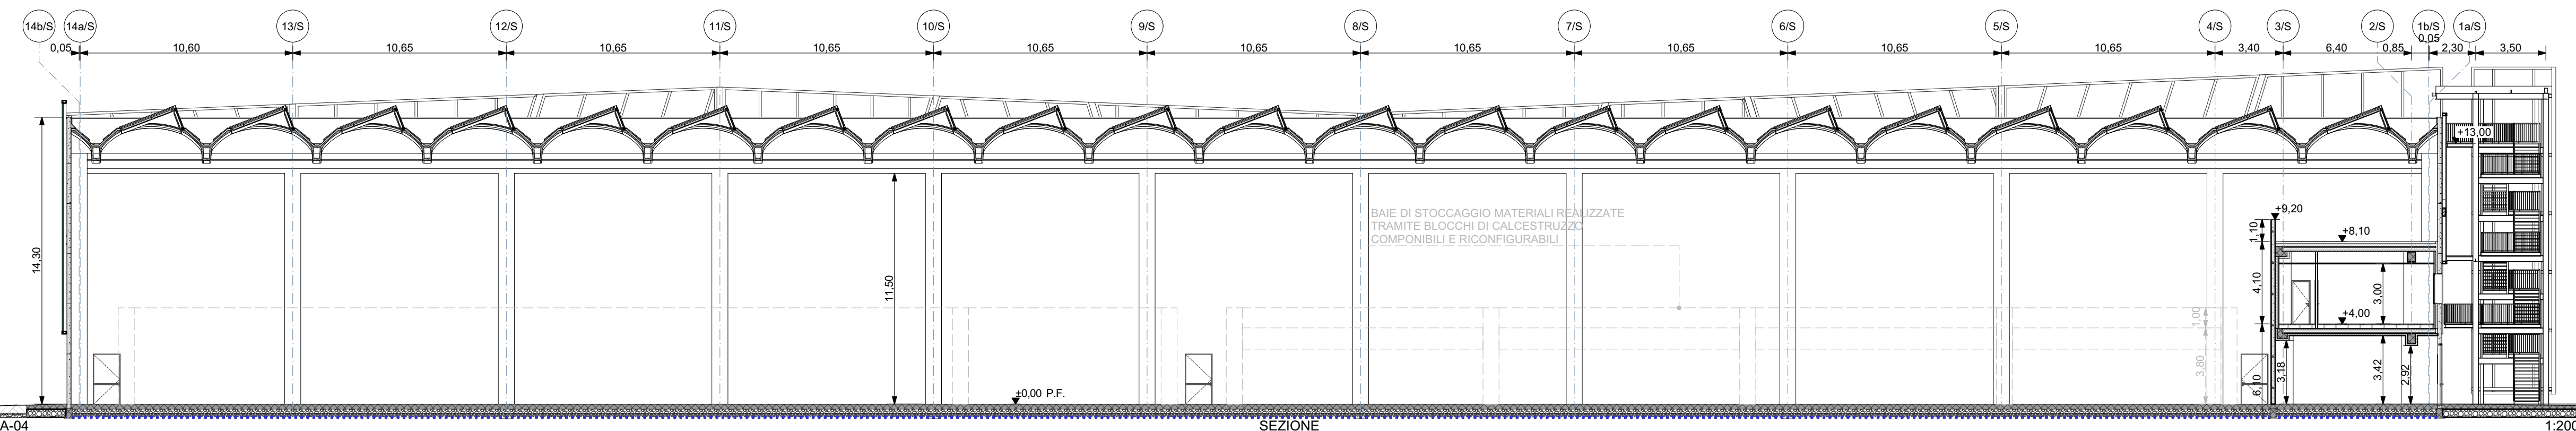 14b/S 14a/S 13/S 12/S 11/S 10/S 9/S 8/S 7/S 6/S 5/S 4/S 3/S 2/S 1b/S 1a/S
0,05 10,60 10,65 10,65 10,65 10,65 10,65 10,65 10,65 10,65 10,65 3,40 6,40 0,85 0,05 2,30 3,50
+13,00
14,30
11,50
BAIE DI STOCCAGGIO MATERIALI REALIZZATE
TRAMITE BLOCCHI DI CALCESTRUZZO
COMPONIBILI E RICONFIGURABILI
+9,20
1,10
+8,10
4,10
3,00
+4,00
1,00
3,80
6,10
3,18
3,42
2,92
±0,00 P.F.
A-04
SEZIONE
1:200